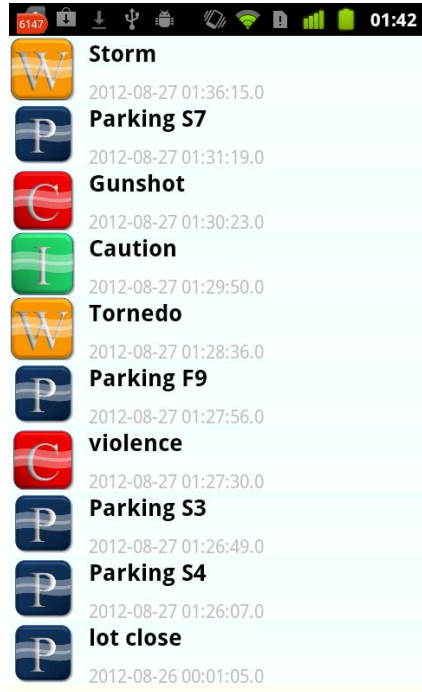 6147 01:42
W Storm
2012-08-27 01:36:15.0
P Parking S7
2012-08-27 01:31:19.0
C Gunshot
2012-08-27 01:30:23.0
I Caution
2012-08-27 01:29:50.0
W Tornedo
2012-08-27 01:28:36.0
P Parking F9
2012-08-27 01:27:56.0
C violence
2012-08-27 01:27:30.0
P Parking S3
2012-08-27 01:26:49.0
P Parking S4
2012-08-27 01:26:07.0
P lot close
2012-08-26 00:01:05.0